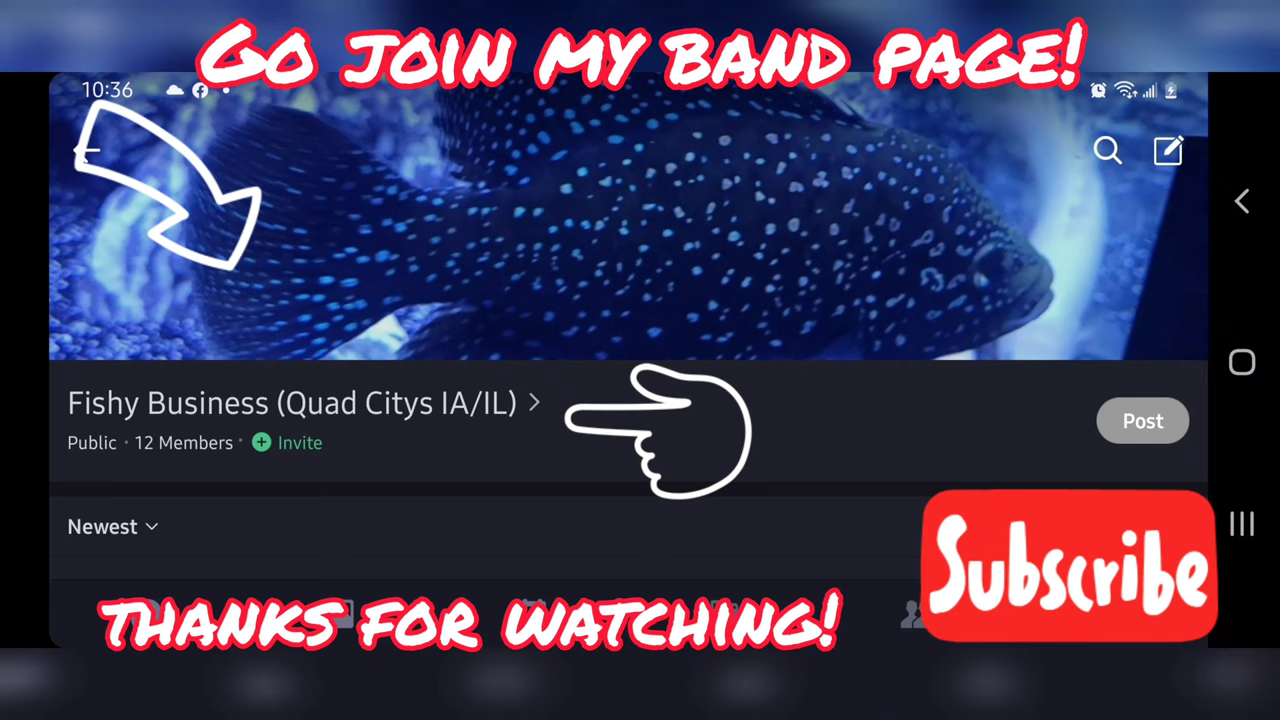 Go join my band page!
10:36
Fishy Business (Quad Citys IA/IL) >
Public · 12 Members · Invite
Post
Newest
Subscribe
thanks for watching!